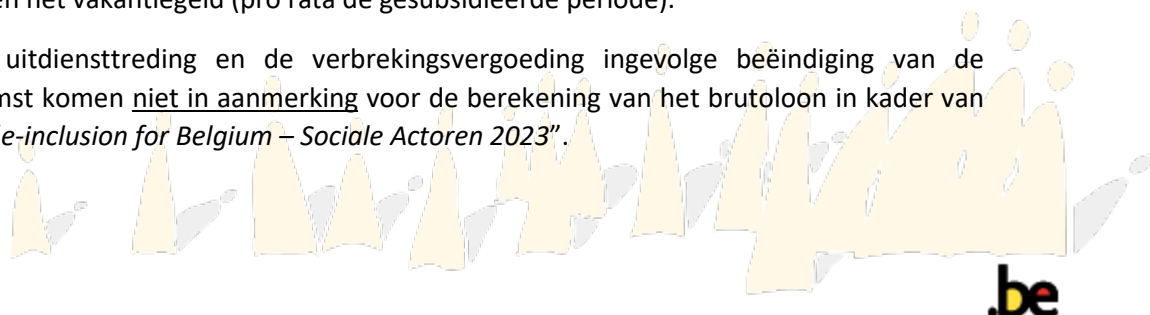 en het vakantiegeld (pro rata de gesubsidieerde periode).
uitdiensttreding en de verbrekingsvergoeding ingevolge beëindiging van de
mst komen niet in aanmerking voor de berekening van het brutoloon in kader van
e-inclusion for Belgium – Sociale Actoren 2023”.
.be